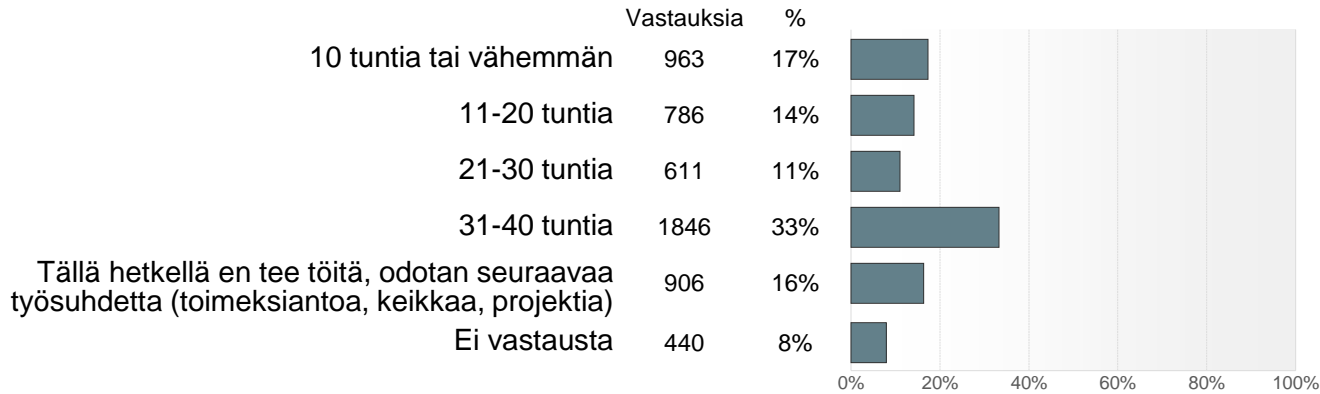 Vastauksia %
10 tuntia tai vähemmän 963 17%
11-20 tuntia 786 14%
21-30 tuntia 611 11%
31-40 tuntia 1846 33%
Tällä hetkellä en tee töitä, odotan seuraavaa
työsuhdetta (toimeksiantoa, keikkaa, projektia) 906 16%
Ei vastausta 440 8%
0% 20% 40% 60% 80% 100%